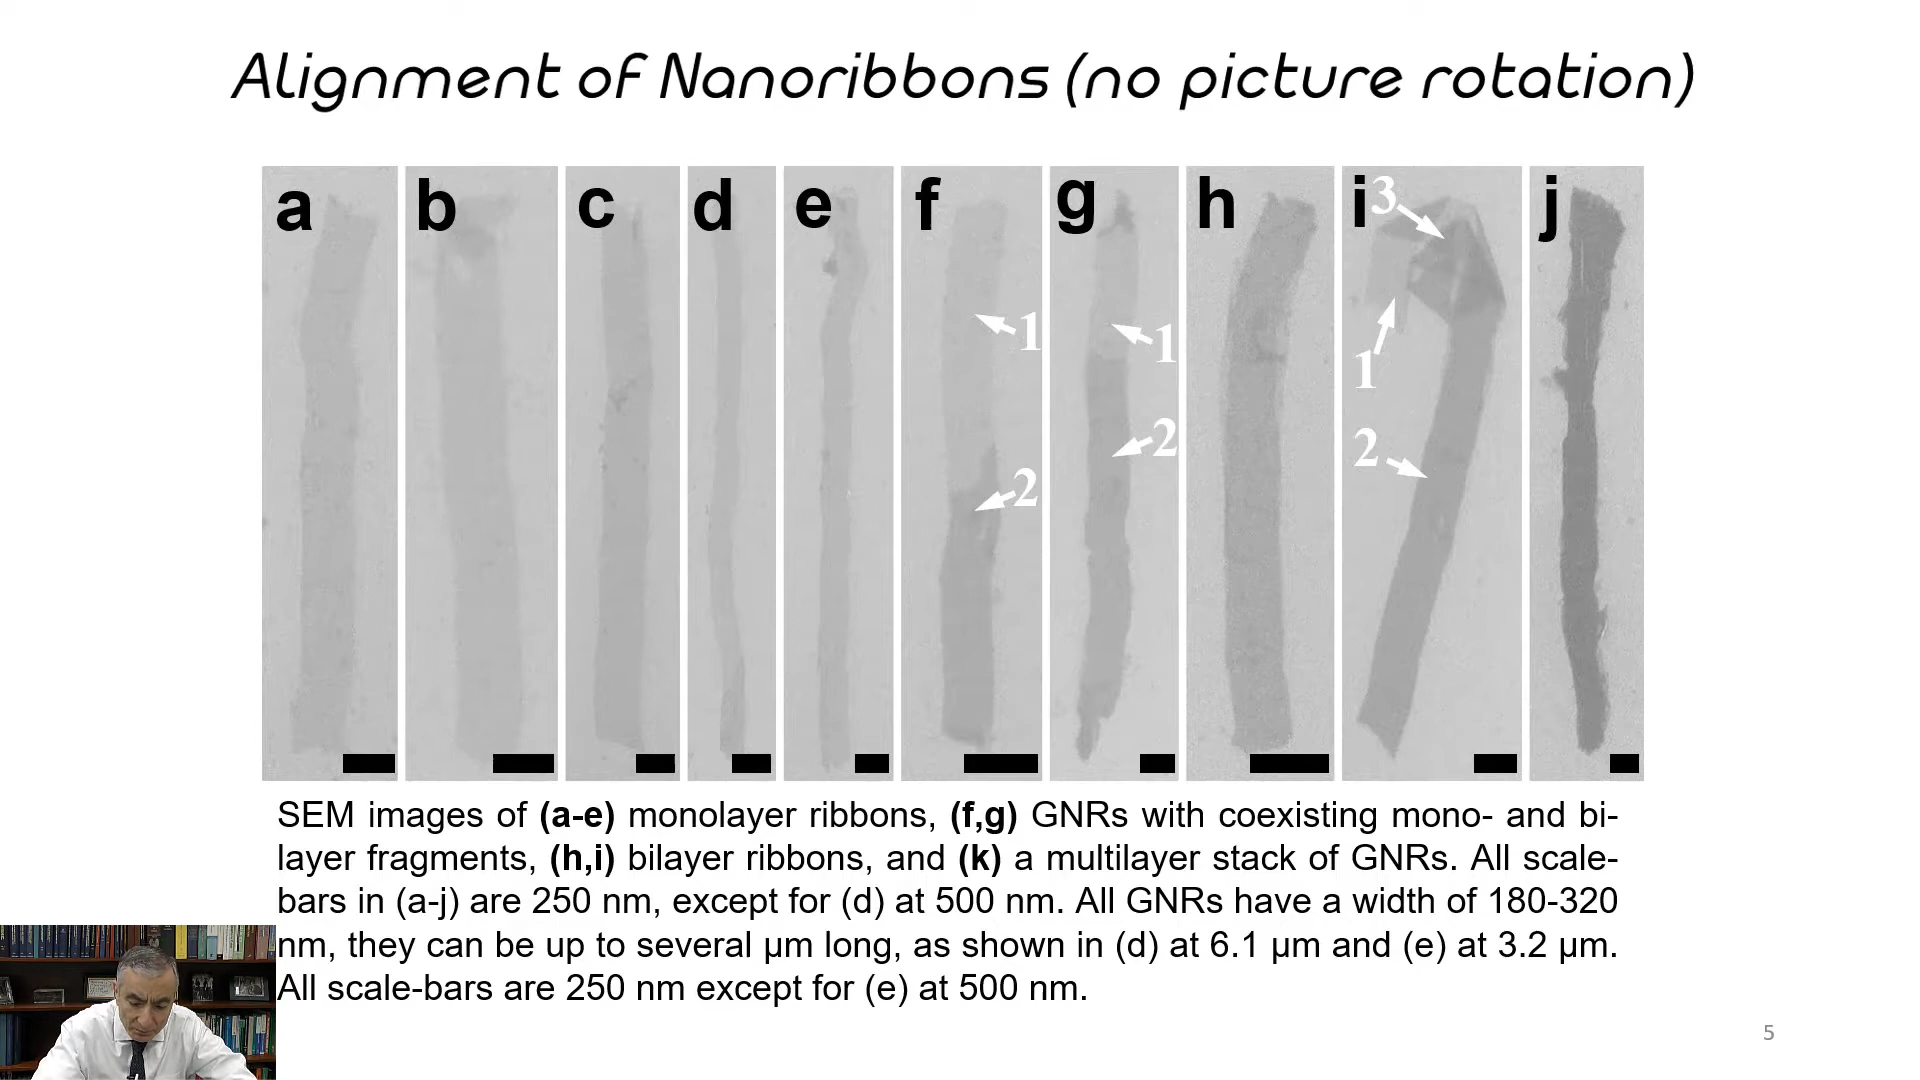 Alignment of Nanoribbons (no picture rotation)
a b c d e f g h i j
3
1 1
1
2 2
2
SEM images of (a-e) monolayer ribbons, (f,g) GNRs with coexisting mono- and bi-
layer fragments, (h,i) bilayer ribbons, and (k) a multilayer stack of GNRs. All scale-
bars in (a-j) are 250 nm, except for (d) at 500 nm. All GNRs have a width of 180-320
nm, they can be up to several µm long, as shown in (d) at 6.1 µm and (e) at 3.2 µm.
All scale-bars are 250 nm except for (e) at 500 nm.
5